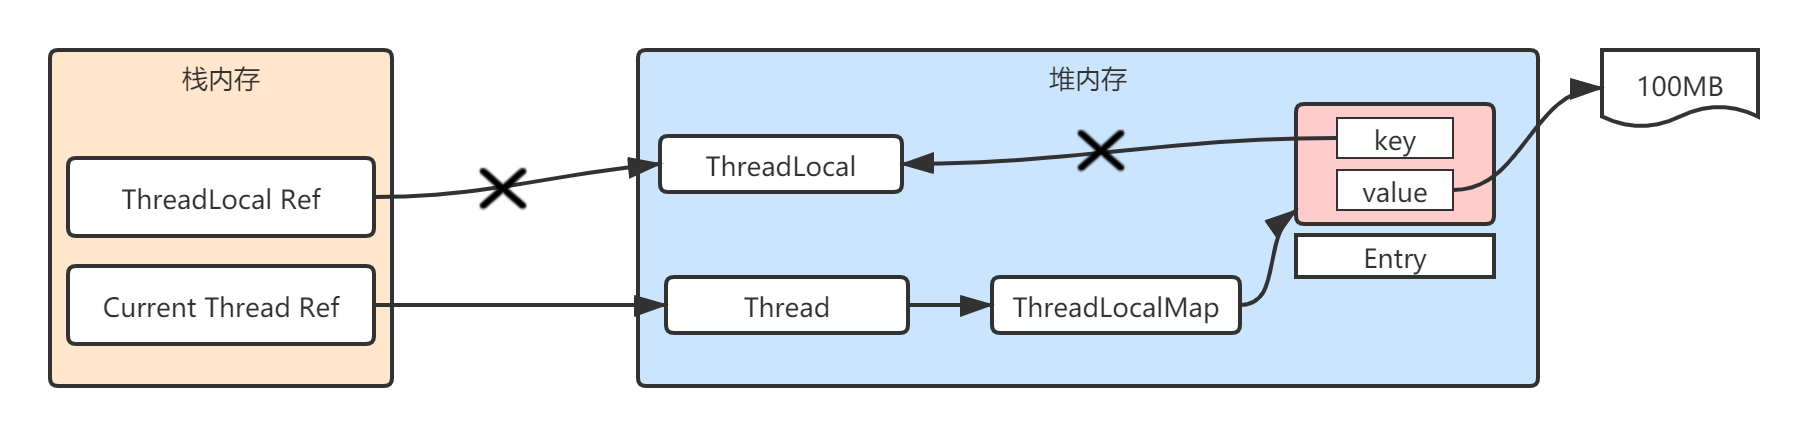 栈内存
ThreadLocal Ref
Current Thread Ref
堆内存
ThreadLocal
Thread
ThreadLocalMap
key
value
Entry
100MB